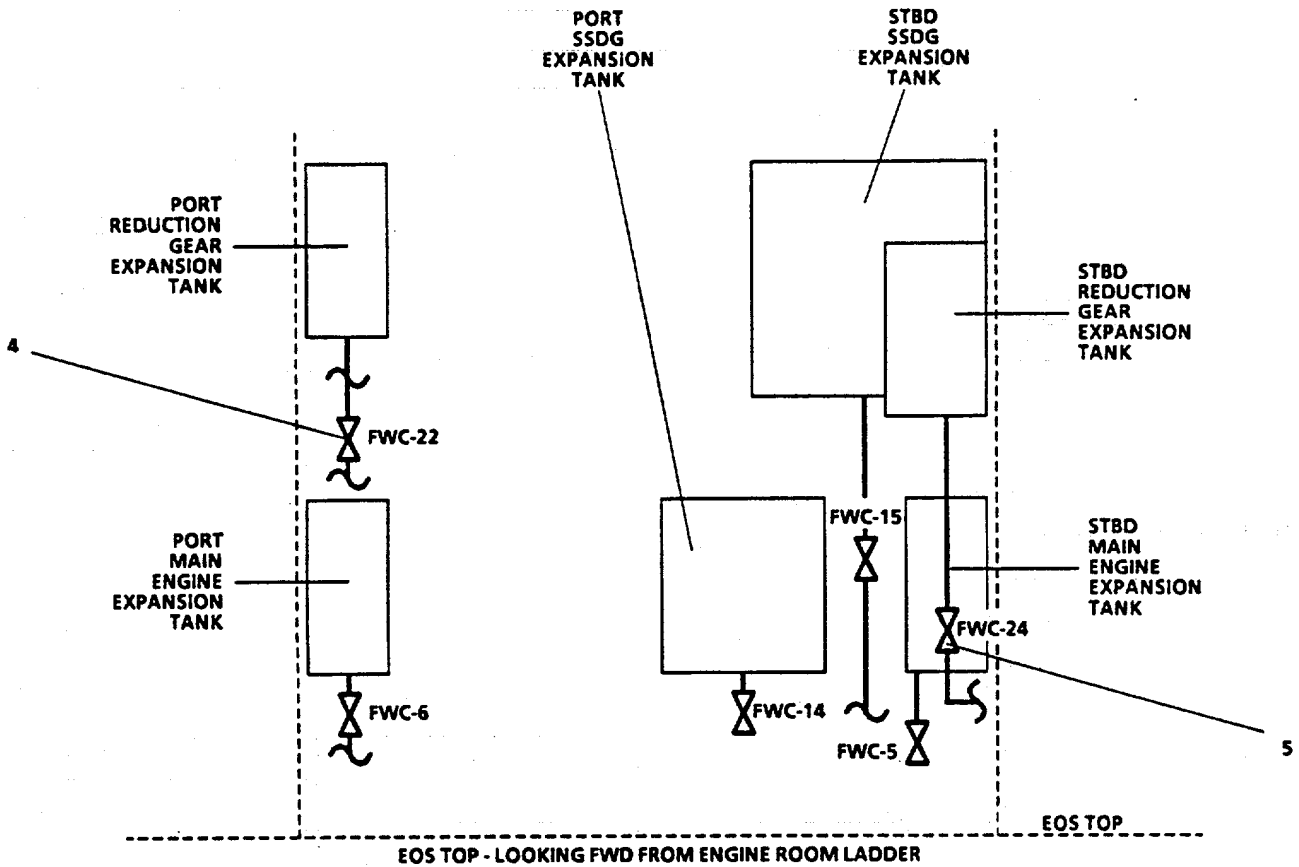 PORT
SSDG
EXPANSION
TANK
STBD
SSDG
EXPANSION
TANK
PORT
REDUCTION
GEAR
EXPANSION
TANK
STBD
REDUCTION
GEAR
EXPANSION
TANK
4
FWC-22
PORT
MAIN
ENGINE
EXPANSION
TANK
FWC-15
STBD
MAIN
ENGINE
EXPANSION
TANK
FWC-24
FWC-6
FWC-14
FWC-5
5
EOS TOP
EOS TOP - LOOKING FWD FROM ENGINE ROOM LADDER